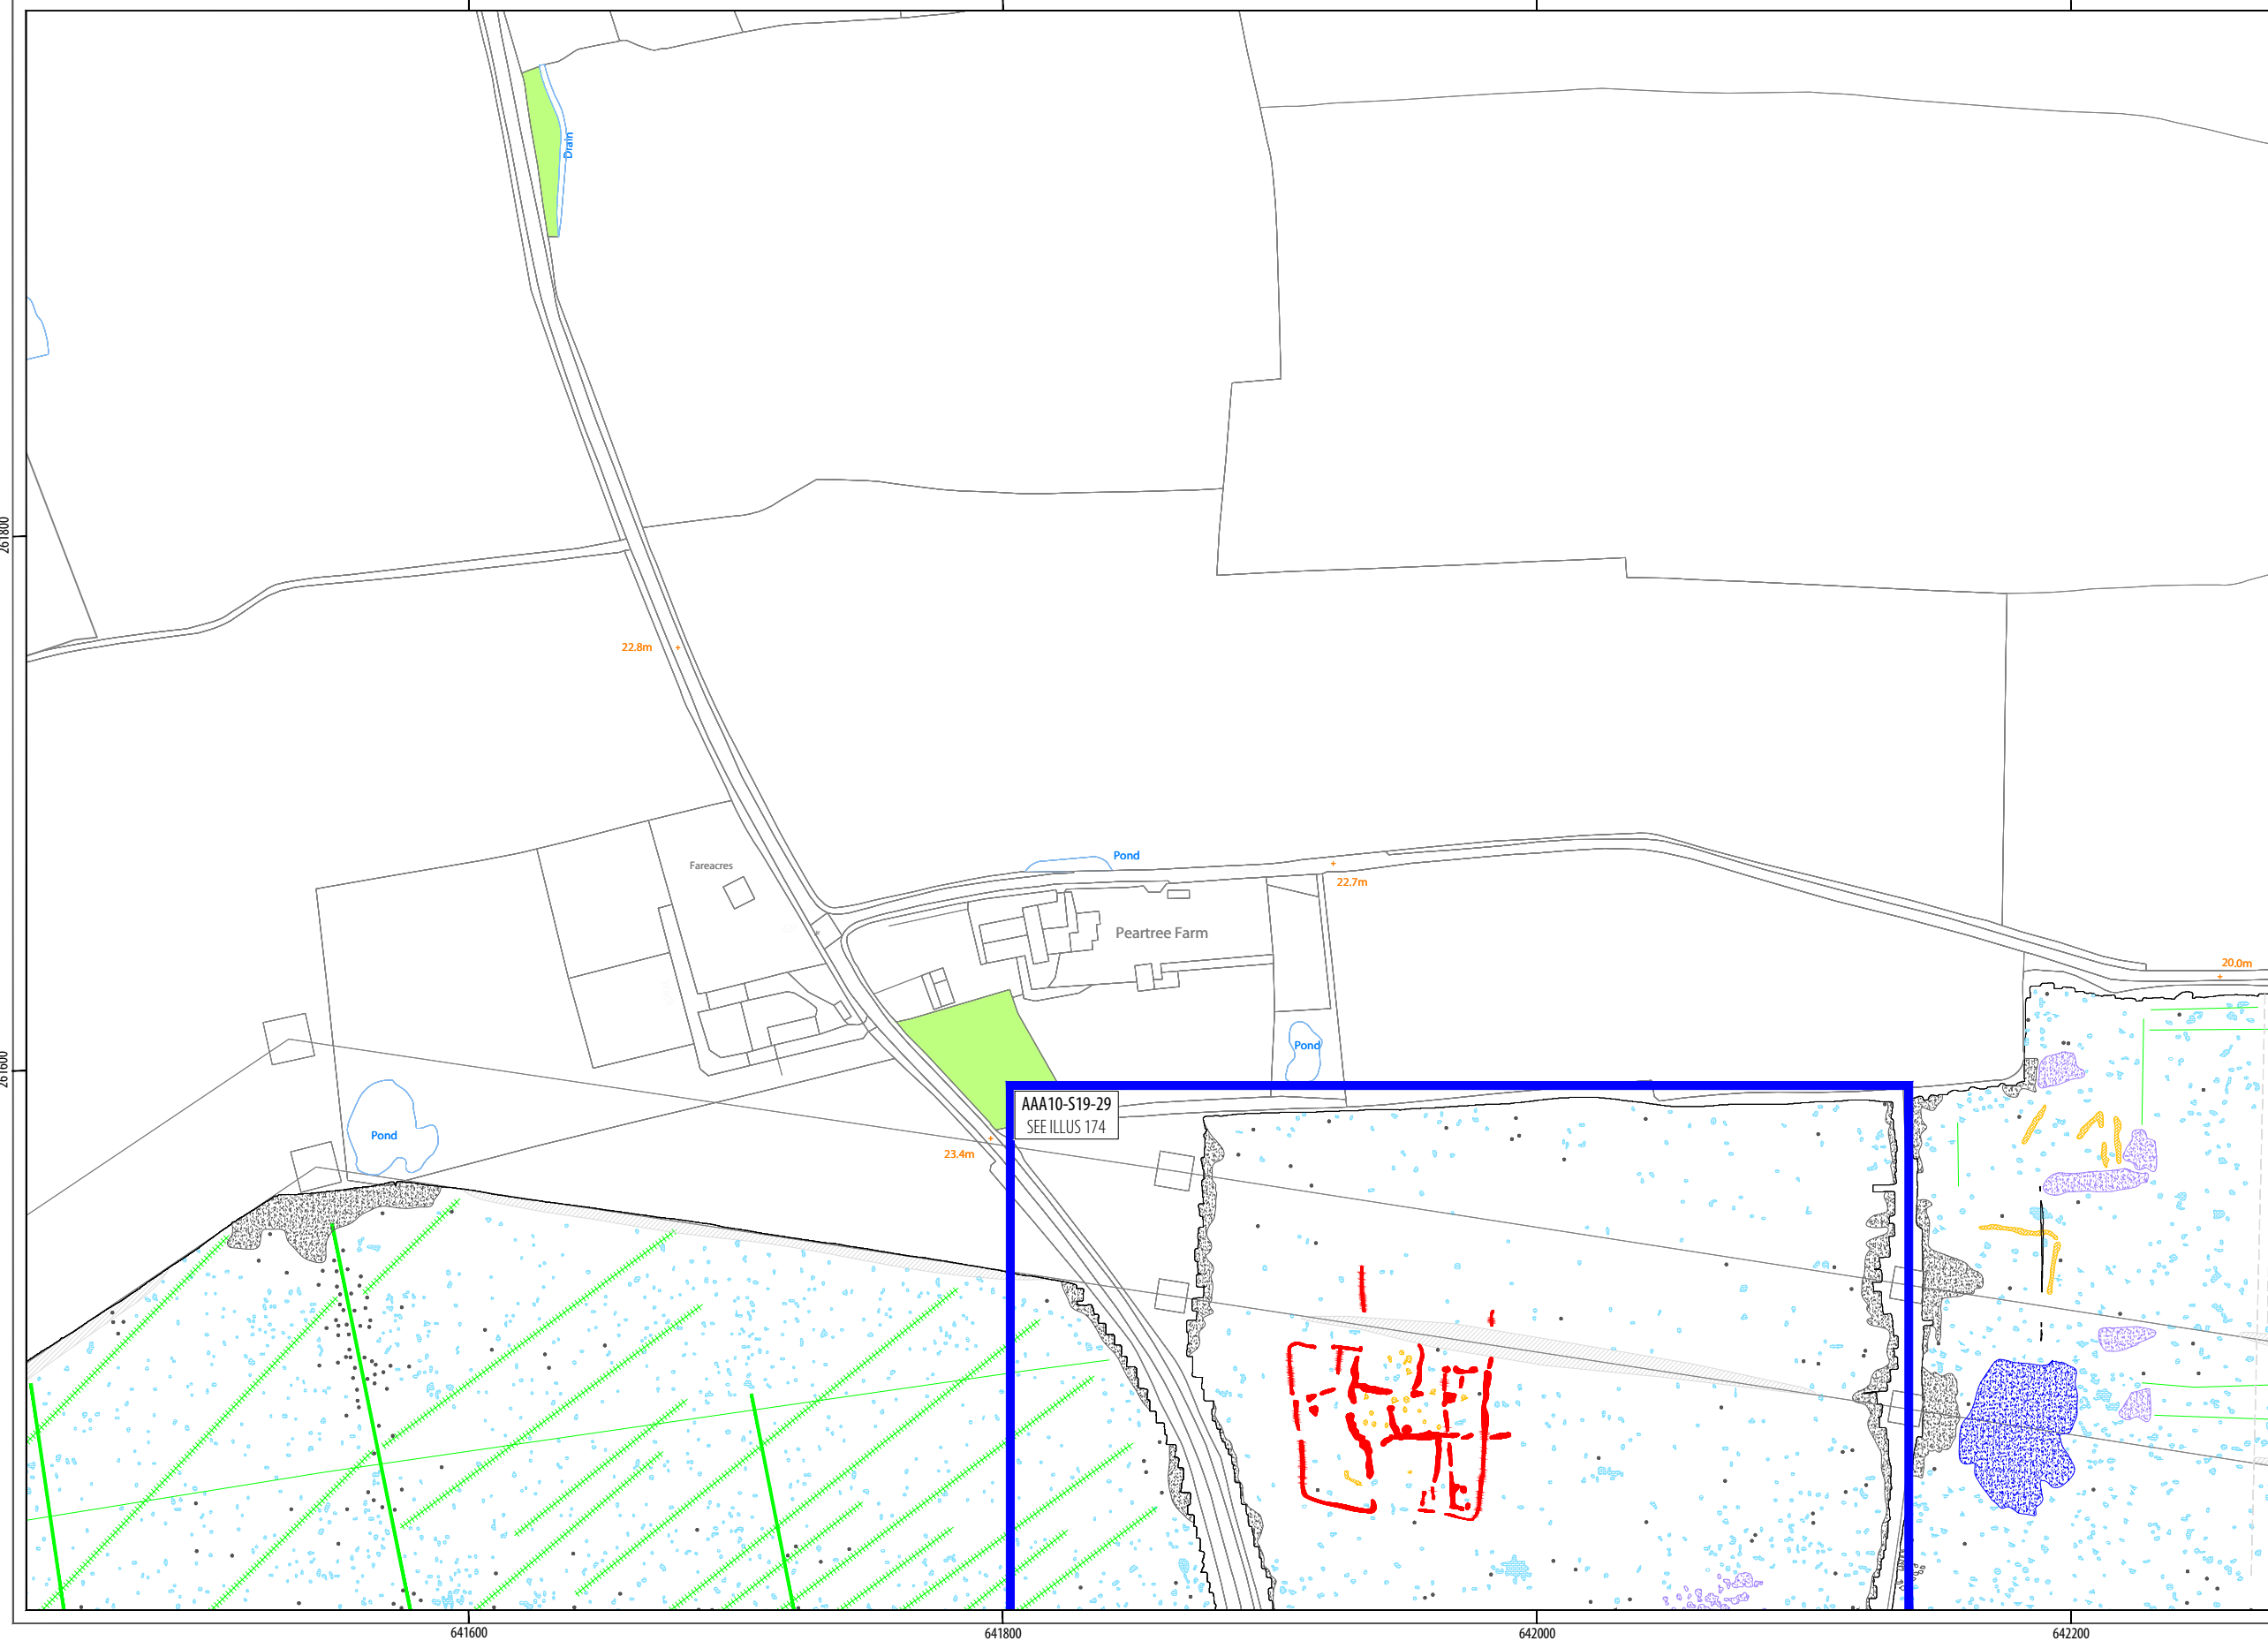 Drain
261800
22.8m
Fareacres
Pond
22.7m
Peartree Farm
20.0m
Pond
261600
AAA10-S19-29
SEE ILLUS 174
Pond
23.4m
641600
641800
642000
642200